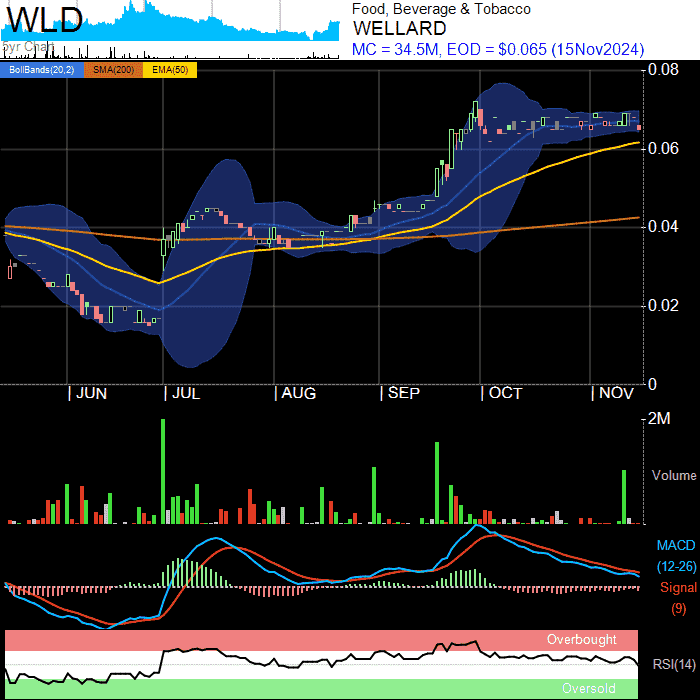 WLD
5yr Chart
Food, Beverage & Tobacco
WELLARD
MC = 34.5M, EOD = $0.065 (15Nov2024)
BollBands(20,2) SMA(200) EMA(50)
0.08
0.06
0.04
0.02
0
JUN JUL AUG SEP OCT NOV
2M
Volume
MACD
(12-26)
Signal
(9)
Overbought
RSI(14)
Oversold